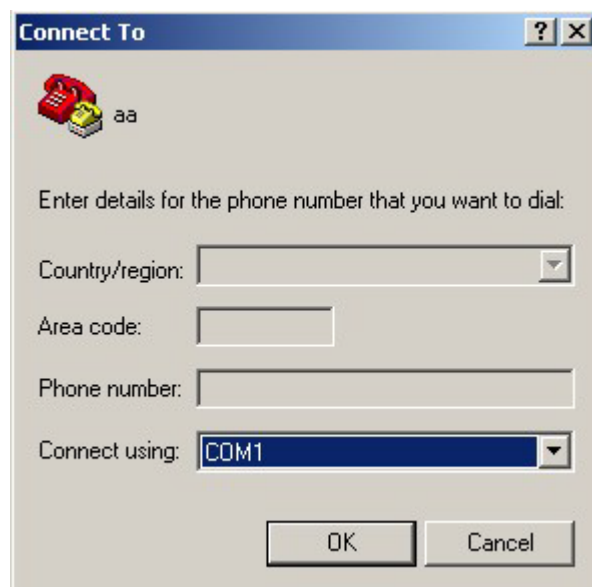 Connect To
aa
Enter details for the phone number that you want to dial:
Country/region:
Area code:
Phone number:
Connect using: COM1
OK Cancel